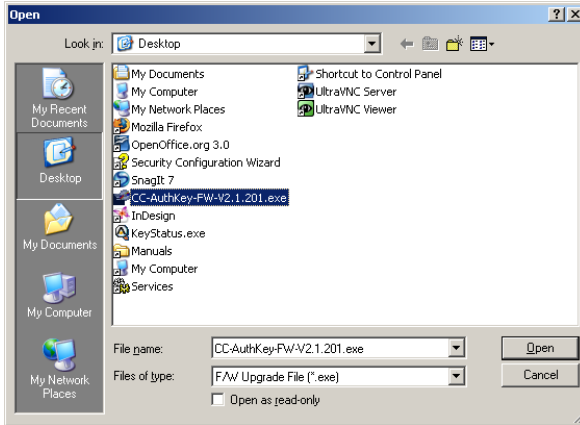 Open
Look in: Desktop
My Recent
Documents
Desktop
My Documents
My Computer
My Network
Places
My Documents
My Computer
My Network Places
Mozilla Firefox
OpenOffice.org 3.0
Security Configuration Wizard
SnagIt 7
CC-AuthKey-FW-V2.1.201.exe
InDesign
KeyStatus.exe
Manuals
My Computer
Services
Shortcut to Control Panel
UltraVNC Server
UltraVNC Viewer
File name: CC-AuthKey-FW-V2.1.201.exe Open
Files of type: F/W Upgrade File (*.exe) Cancel
Open as read-only